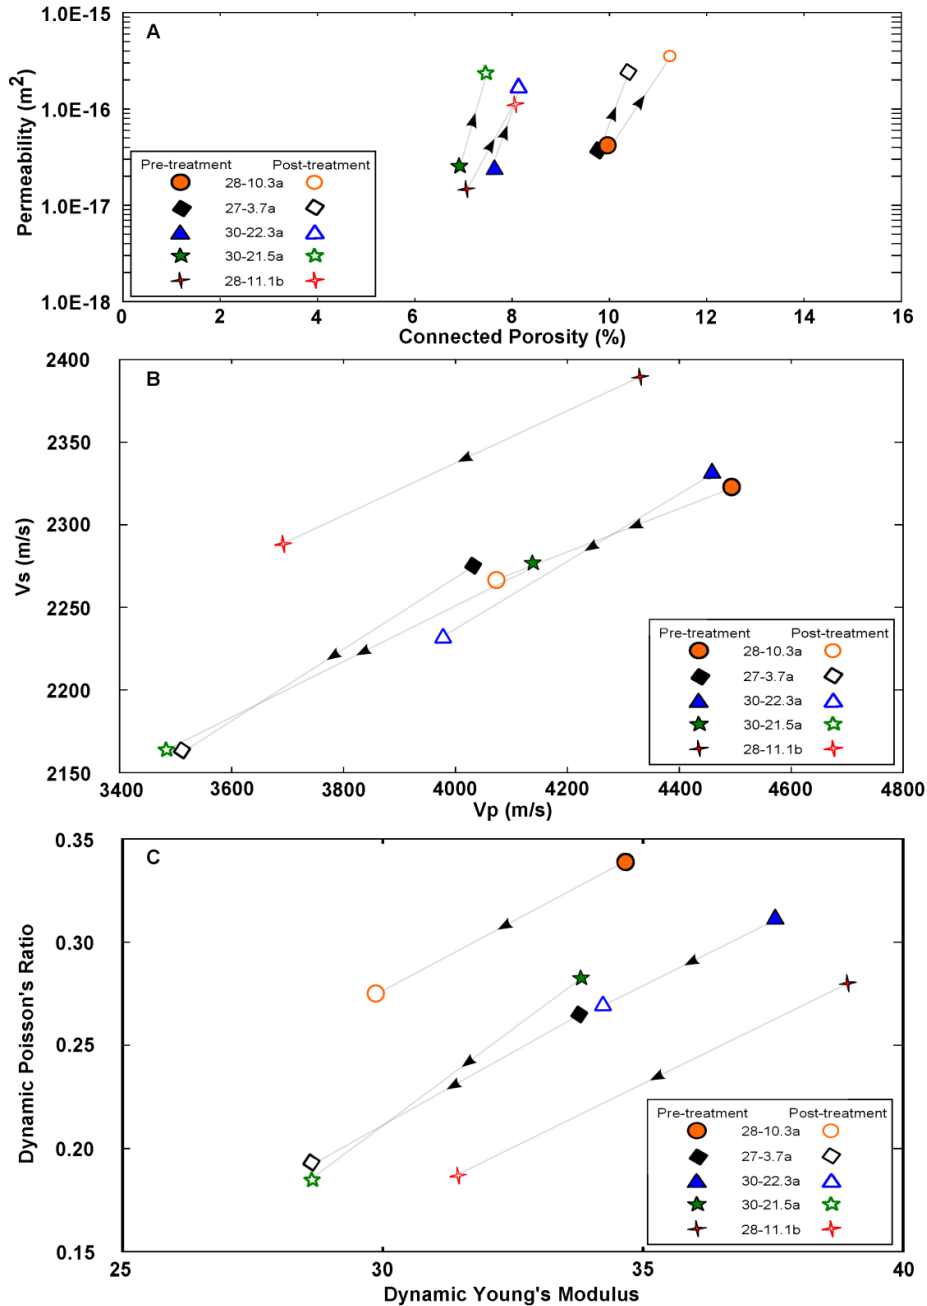 A
1.0E-15
1.0E-16
1.0E-17
1.0E-18
Permeability (m²)
Pre-treatment Post-treatment
28-10.3a
27-3.7a
30-22.3a
30-21.5a
28-11.1b
0 2 4 6 8 10 12 14 16
Connected Porosity (%)
B
2400
2350
2300
2250
2200
2150
Vs (m/s)
Pre-treatment Post-treatment
28-10.3a
27-3.7a
30-22.3a
30-21.5a
28-11.1b
3400 3600 3800 4000 4200 4400 4600 4800
Vp (m/s)
C
0.35
0.30
0.25
0.20
0.15
Dynamic Poisson's Ratio
Pre-treatment Post-treatment
28-10.3a
27-3.7a
30-22.3a
30-21.5a
28-11.1b
25 30 35 40
Dynamic Young's Modulus